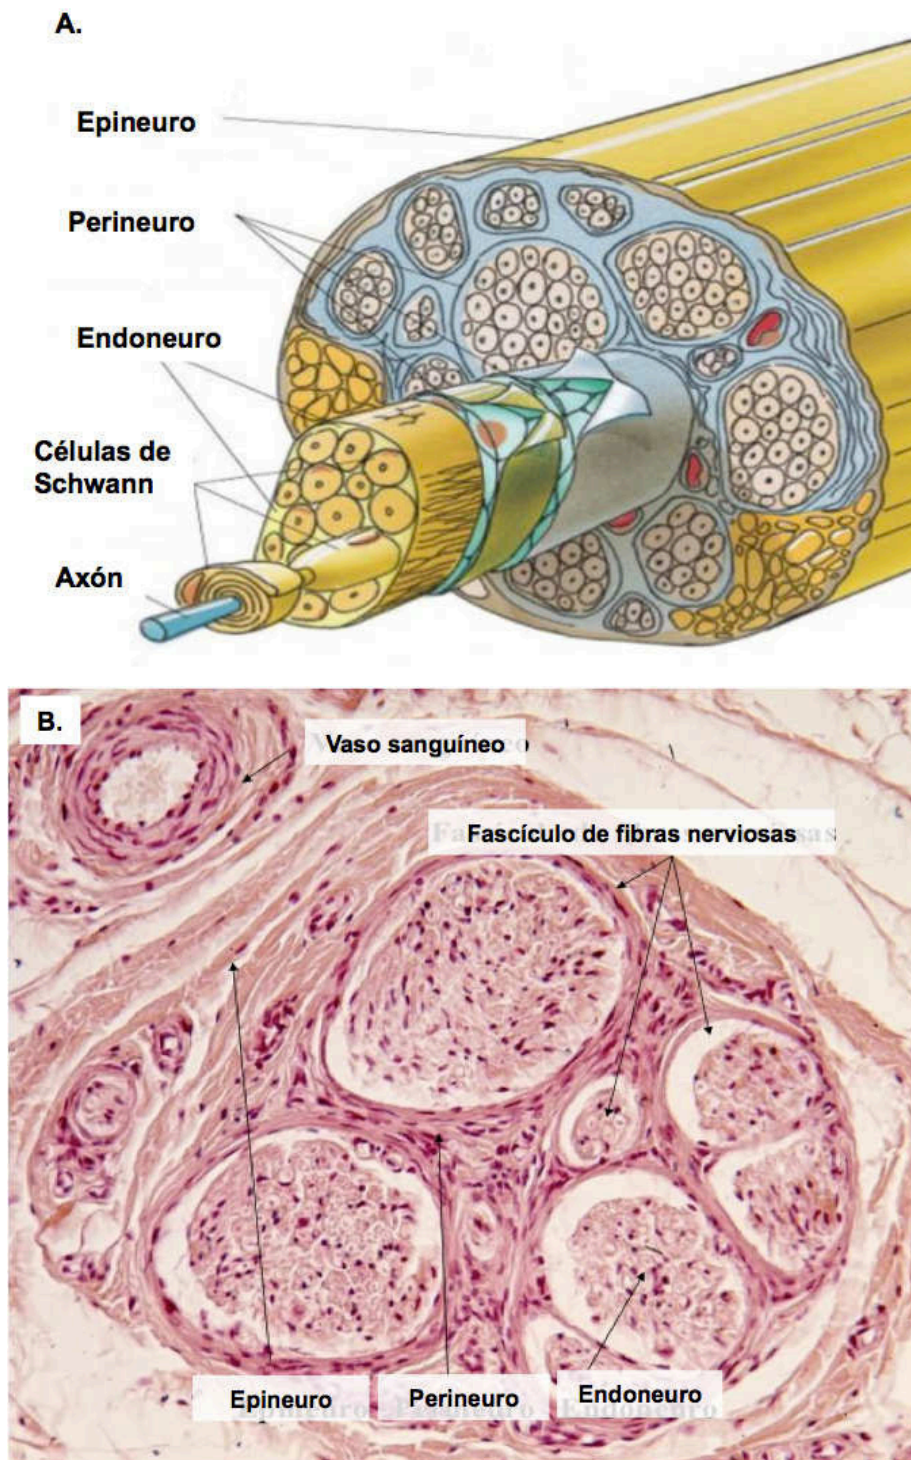 A.
Epineuro
Perineuro
Endoneuro
Células de
Schwann
Axón
B.
Vaso sanguíneo
Fascículo de fibras nerviosas
Epineuro
Perineuro
Endoneuro